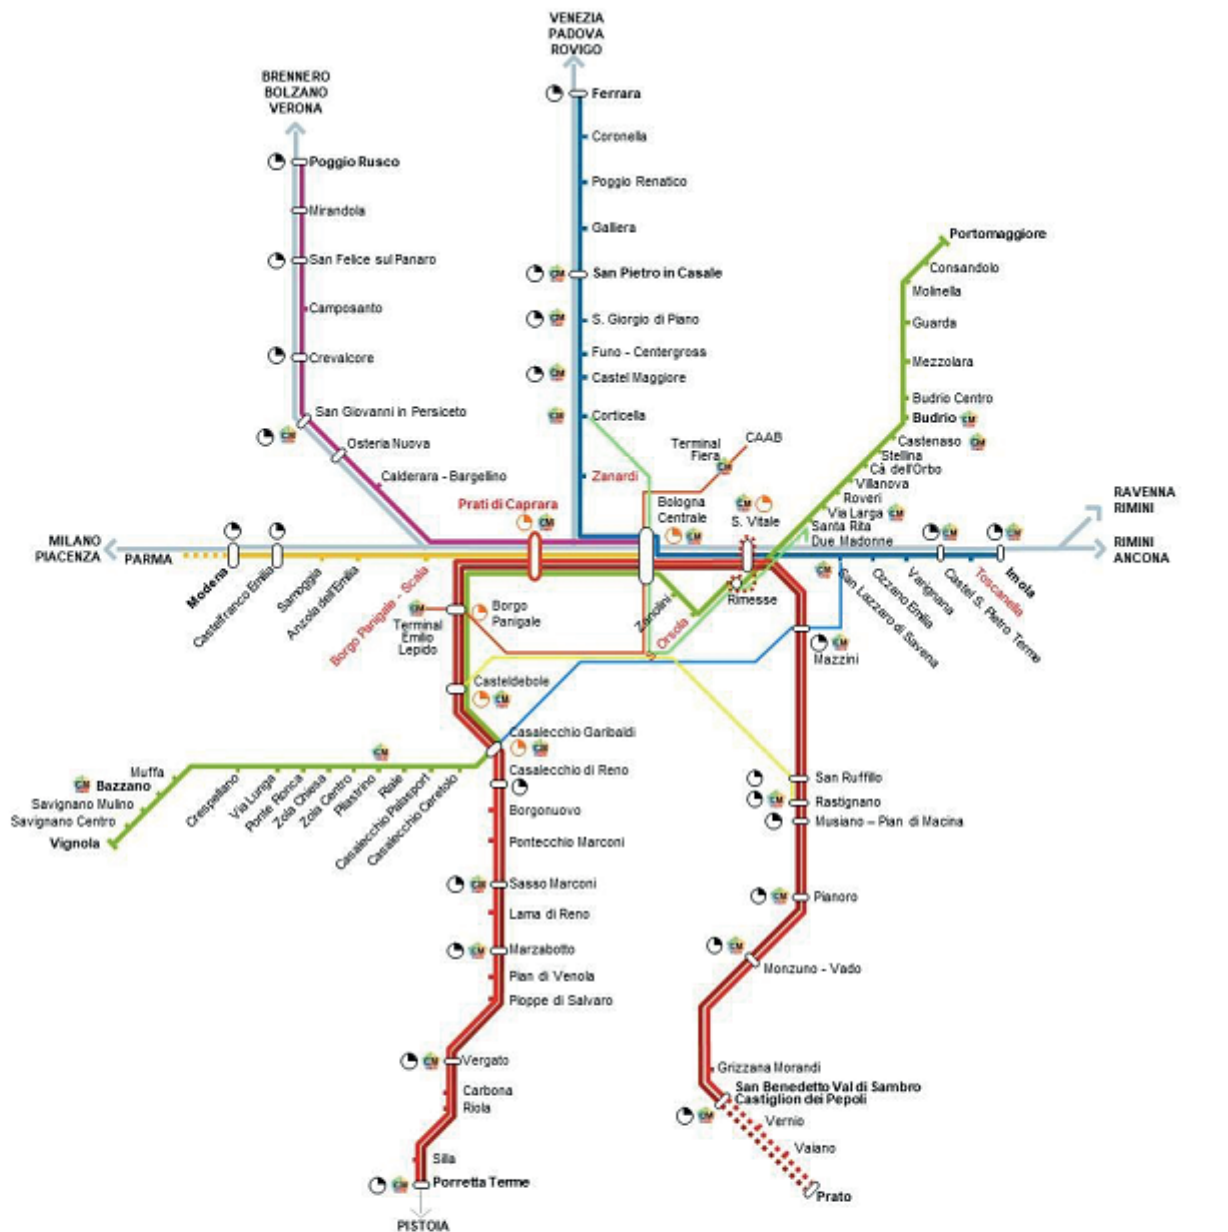 VENEZIA
PADOVA
ROVIGO
BRENNERO
BOLZANO
VERONA
Ferrara
Coronella
Poggio Renatico
Galliera
San Pietro in Casale
S. Giorgio di Piano
Funo - Centergross
Castel Maggiore
Corticella
Zanardi
Poggio Rusco
Mirandola
San Felice sul Panaro
Camposanto
Crevalcore
San Giovanni in Persiceto
Osteria Nuova
Calderara - Bargellino
Portomaggiore
Consandolo
Molinella
Guarda
Mezzolara
Budrio Centro
Budrio
Castenaso
Stellina
Cà dell'Orbo
Villanova
Roveri
Via Larga
Santa Rita
Due Madonne
CAAB
Terminal
Fiera
Prati di Caprara
Bologna
Centrale
S. Vitale
RAVENNA
RIMINI
RIMINI
ANCONA
MILANO
PIACENZA
PARMA
Modena
Castelfranco Emilia
Samoggia
Anzola dell'Emilia
Borgo Panigale - Scala
Terminal
Emilio
Lepido
Borgo
Panigale
Zanolini
S. Orsola
Rimesse
San Lazzaro di Savena
Ozzano Emilia
Varignana
Castel S. Pietro Terme
Toscanella
Imola
Mazzini
Casteldebole
Casalecchio Garibaldi
Casalecchio di Reno
Borgonuovo
Pontecchio Marconi
Sasso Marconi
Lama di Reno
Marzabotto
Pian di Venola
Pioppe di Salvaro
Vergato
Carbona
Riola
Silla
Porretta Terme
PISTOIA
Muffa
Bazzano
Savignano Mulino
Savignano Centro
Vignola
Crespellano
Via Lunga
Ponte Ronca
Zola Chiesa
Zola Centro
Pilastrino
Riale
Casalecchio Palasport
Casalecchio Ceretolo
San Ruffillo
Rastignano
Musiano - Pian di Macina
Pianoro
Monzuno - Vado
Grizzana Morandi
San Benedetto Val di Sambro
Castiglion dei Pepoli
Vernio
Vaiano
Prato